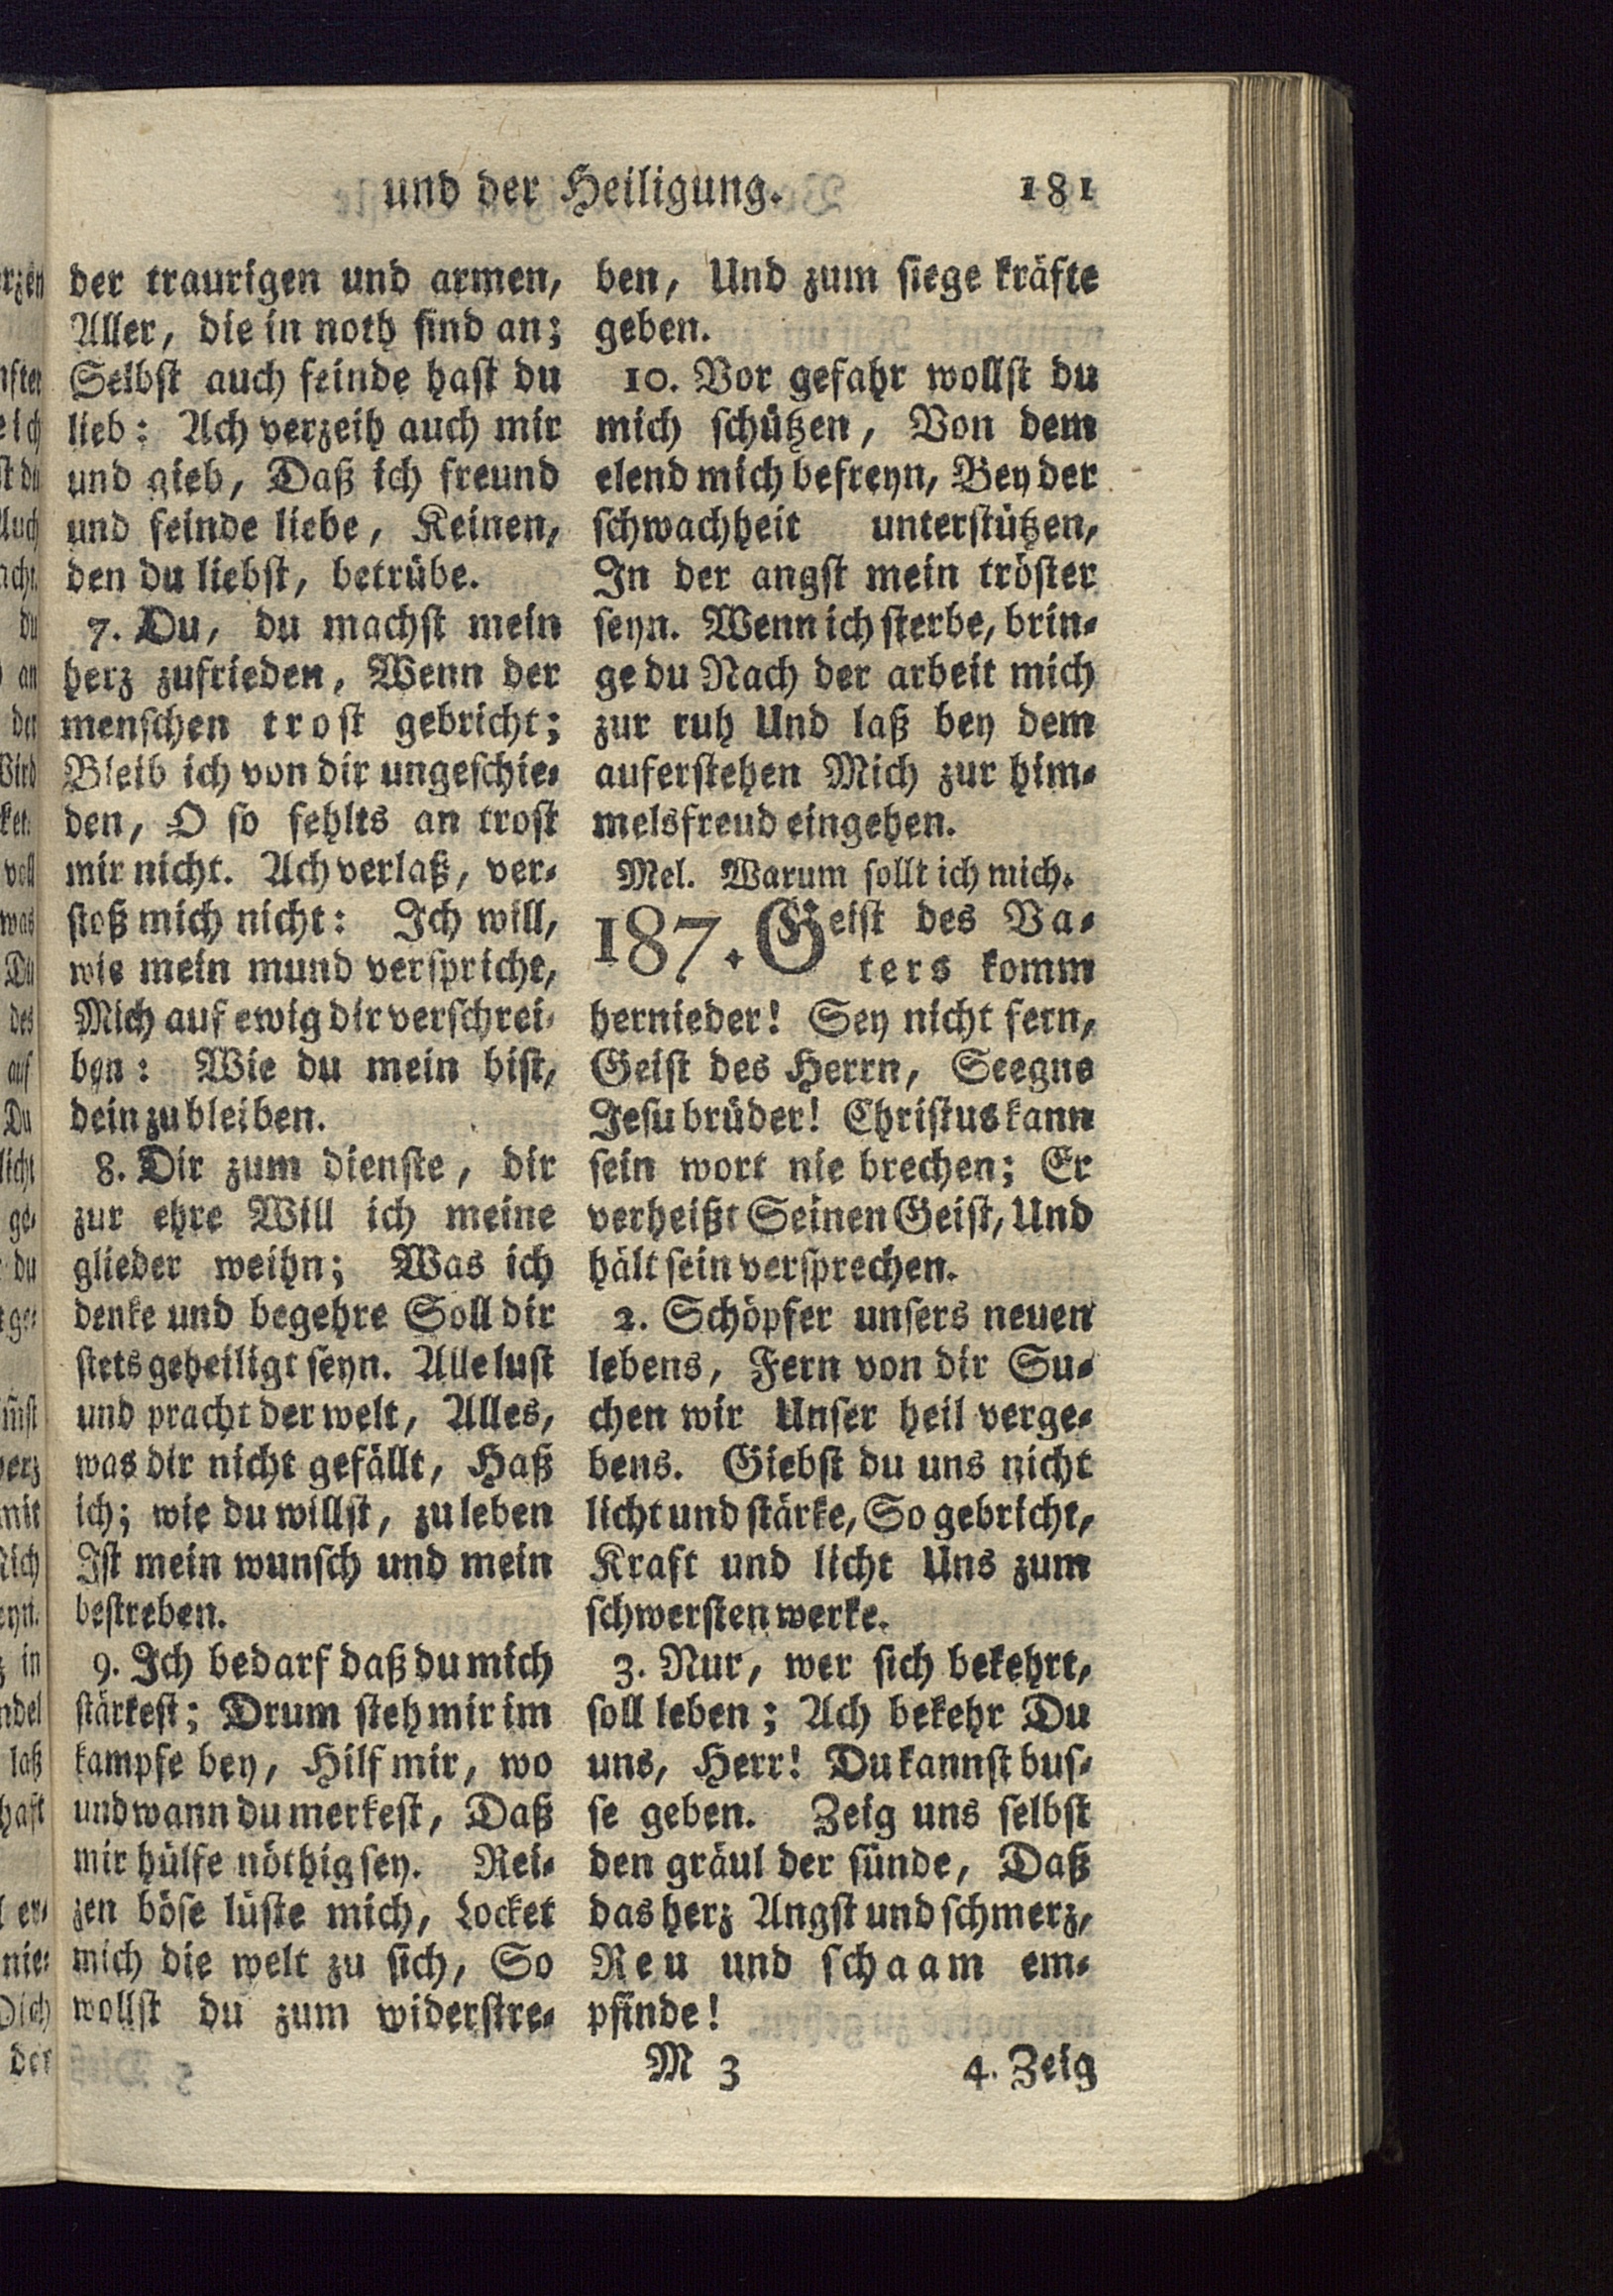 und der Heiligung. 181
der traurigen und armen,
Aller, die in noth sind an;
Selbst auch feinde hast du
lieb: Ach verzeih auch mir
und gieb, Daß ich freund
und feinde liebe, Keinen,
den du liebst, betrübe.
7. Du, du machst mein
herz zufrieden, Wenn der
menschen trost gebricht;
Bleib ich von dir ungeschie-
den, O so fehlts an trost
mir nicht. Ach verlaß, ver-
stoß mich nicht: Ich will,
wie mein mund verspricht,
Mich auf ewig dir verschrei-
ben: Wie du mein bist,
dein zu bleiben.
8. Dir zum dienste, dir
zur ehre Will ich meine
glieder weihn; Was ich
denke und begehre Soll dir
stets geheiligt seyn. Alle lust
und pracht der welt, Alles,
was dir nicht gefällt, Haß
ich; wie du willst, zu leben
Ist mein wunsch und mein
bestreben.
9. Ich bedarf daß du mich
stärkest; Drum steh mir im
kampfe bey, Hilf mir, wo
und wann du merkest, Daß
mir hülfe nöthig sey. Rei-
zen böse lüste mich, Locket
mich die welt zu sich, So
wollst du zum widerstre-
ben, Und zum siege kräfte
geben.
10. Vor gefahr wollst du
mich schützen, Von dem
elend mich befreyn, Bey der
schwachheit unterstützen,
In der angst mein tröster
seyn. Wenn ich sterbe, brin-
ge du Nach der arbeit mich
zur ruh Und laß bey dem
auferstehen Mich zur him-
melsfreud eingehen.
Mel. Warum sollt ich mich.
187. Geist des Va-
ters komm
hernieder! Sey nicht fern,
Geist des Herrn, Seegne
Jesu brüder! Christus kann
sein wort nie brechen; Er
verheißt Seinen Geist, Und
hält sein versprechen.
2. Schöpfer unsers neuen
lebens, Fern von dir Su-
chen wir Unser heil verge-
bens. Giebst du uns nicht
licht und stärke, So gebricht,
Kraft und licht Uns zum
schwersten werke.
3. Nur, wer sich bekehrt,
soll leben; Ach bekehr Du
uns, Herr! Du kannst bus-
se geben. Zeig uns selbst
den gräul der sünde, Daß
das herz Angst und schmerz,
Reu und schaam em-
pfinde!
M 3 4. Zeig